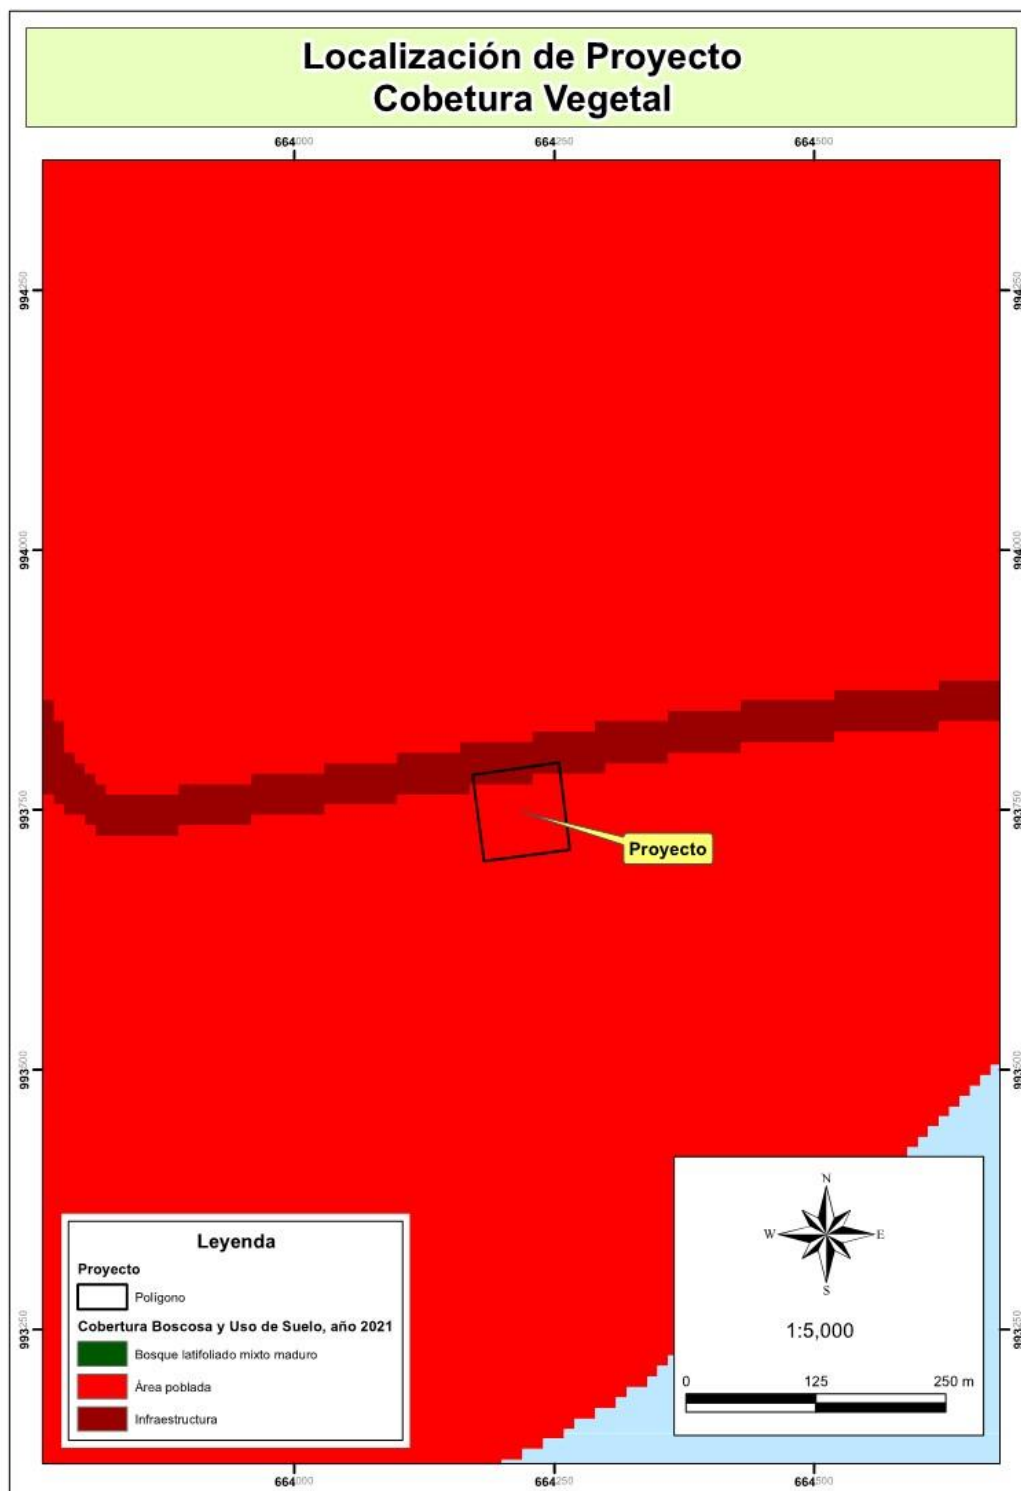 Localización de Proyecto
Cobetura Vegetal
664000 664250 664500
994250 994250
994000 994000
993750 993750
Proyecto
993500 993500
993250 993250
Leyenda
Proyecto
Polígono
Cobertura Boscosa y Uso de Suelo, año 2021
Bosque latifoliado mixto maduro
Área poblada
Infraestructura
N
W E
S
1:5,000
0 125 250 m
664000 664250 664500